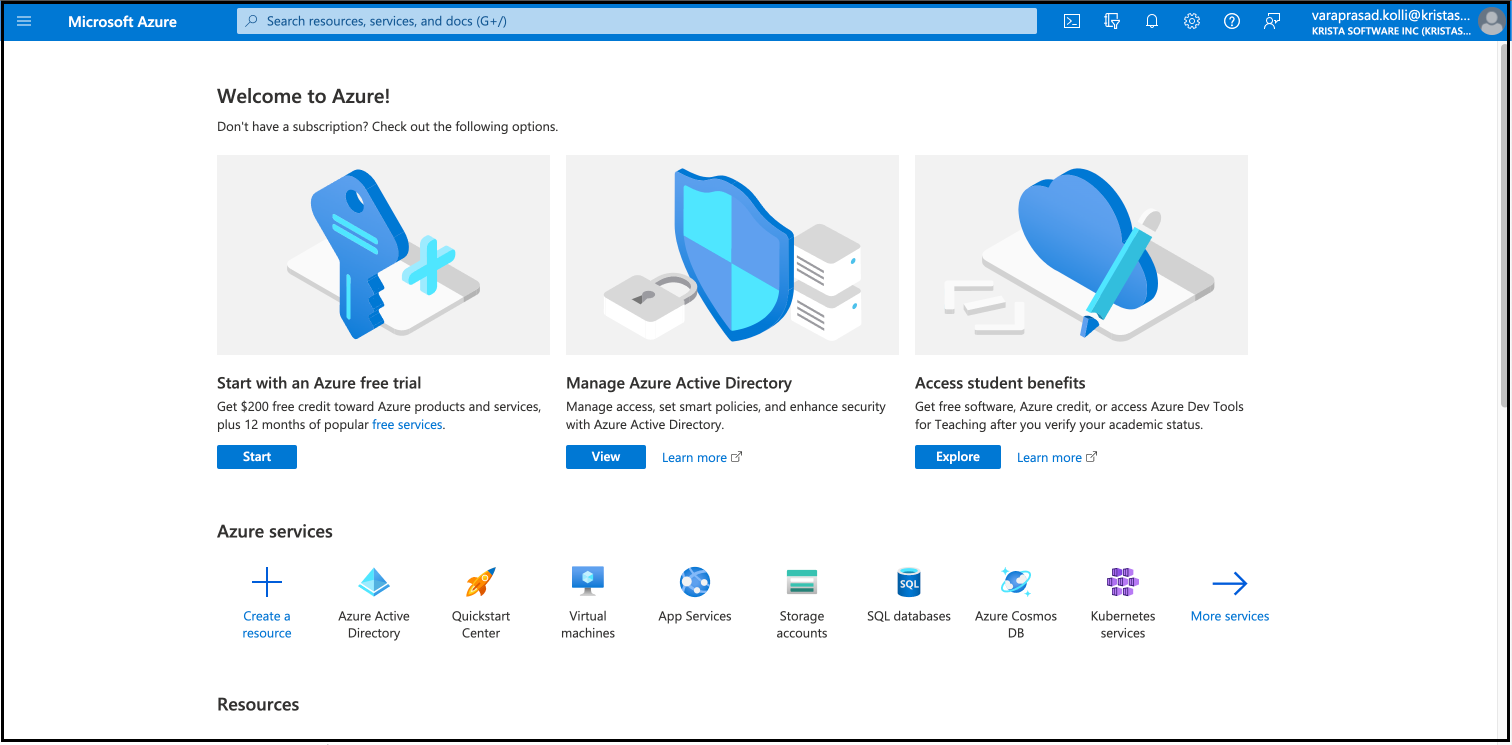 Microsoft Azure
Search resources, services, and docs (G+/)
varaprasad.kolli@kristas...
KRISTA SOFTWARE INC (KRISTAS...
Welcome to Azure!
Don't have a subscription? Check out the following options.
Start with an Azure free trial
Get $200 free credit toward Azure products and services,
plus 12 months of popular free services.
Start
Manage Azure Active Directory
Manage access, set smart policies, and enhance security
with Azure Active Directory.
View
Learn more
Access student benefits
Get free software, Azure credit, or access Azure Dev Tools
for Teaching after you verify your academic status.
Explore
Learn more
Azure services
Create a
resource
Azure Active
Directory
Quickstart
Center
Virtual
machines
App Services
Storage
accounts
SQL
SQL databases
Azure Cosmos
DB
Kubernetes
services
More services
Resources